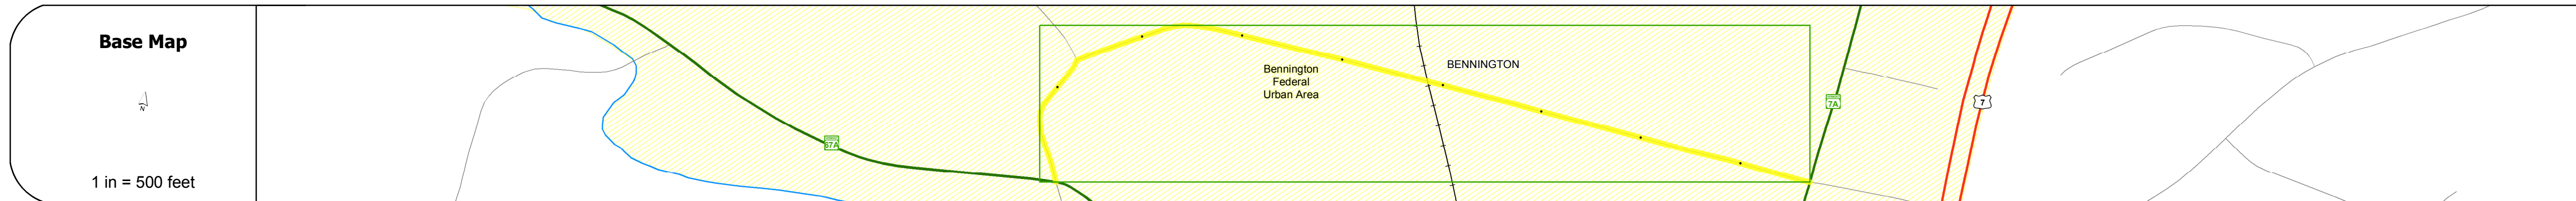 Base Map
N
1 in = 500 feet
67A
Bennington
Federal
Urban Area
BENNINGTON
7A
7